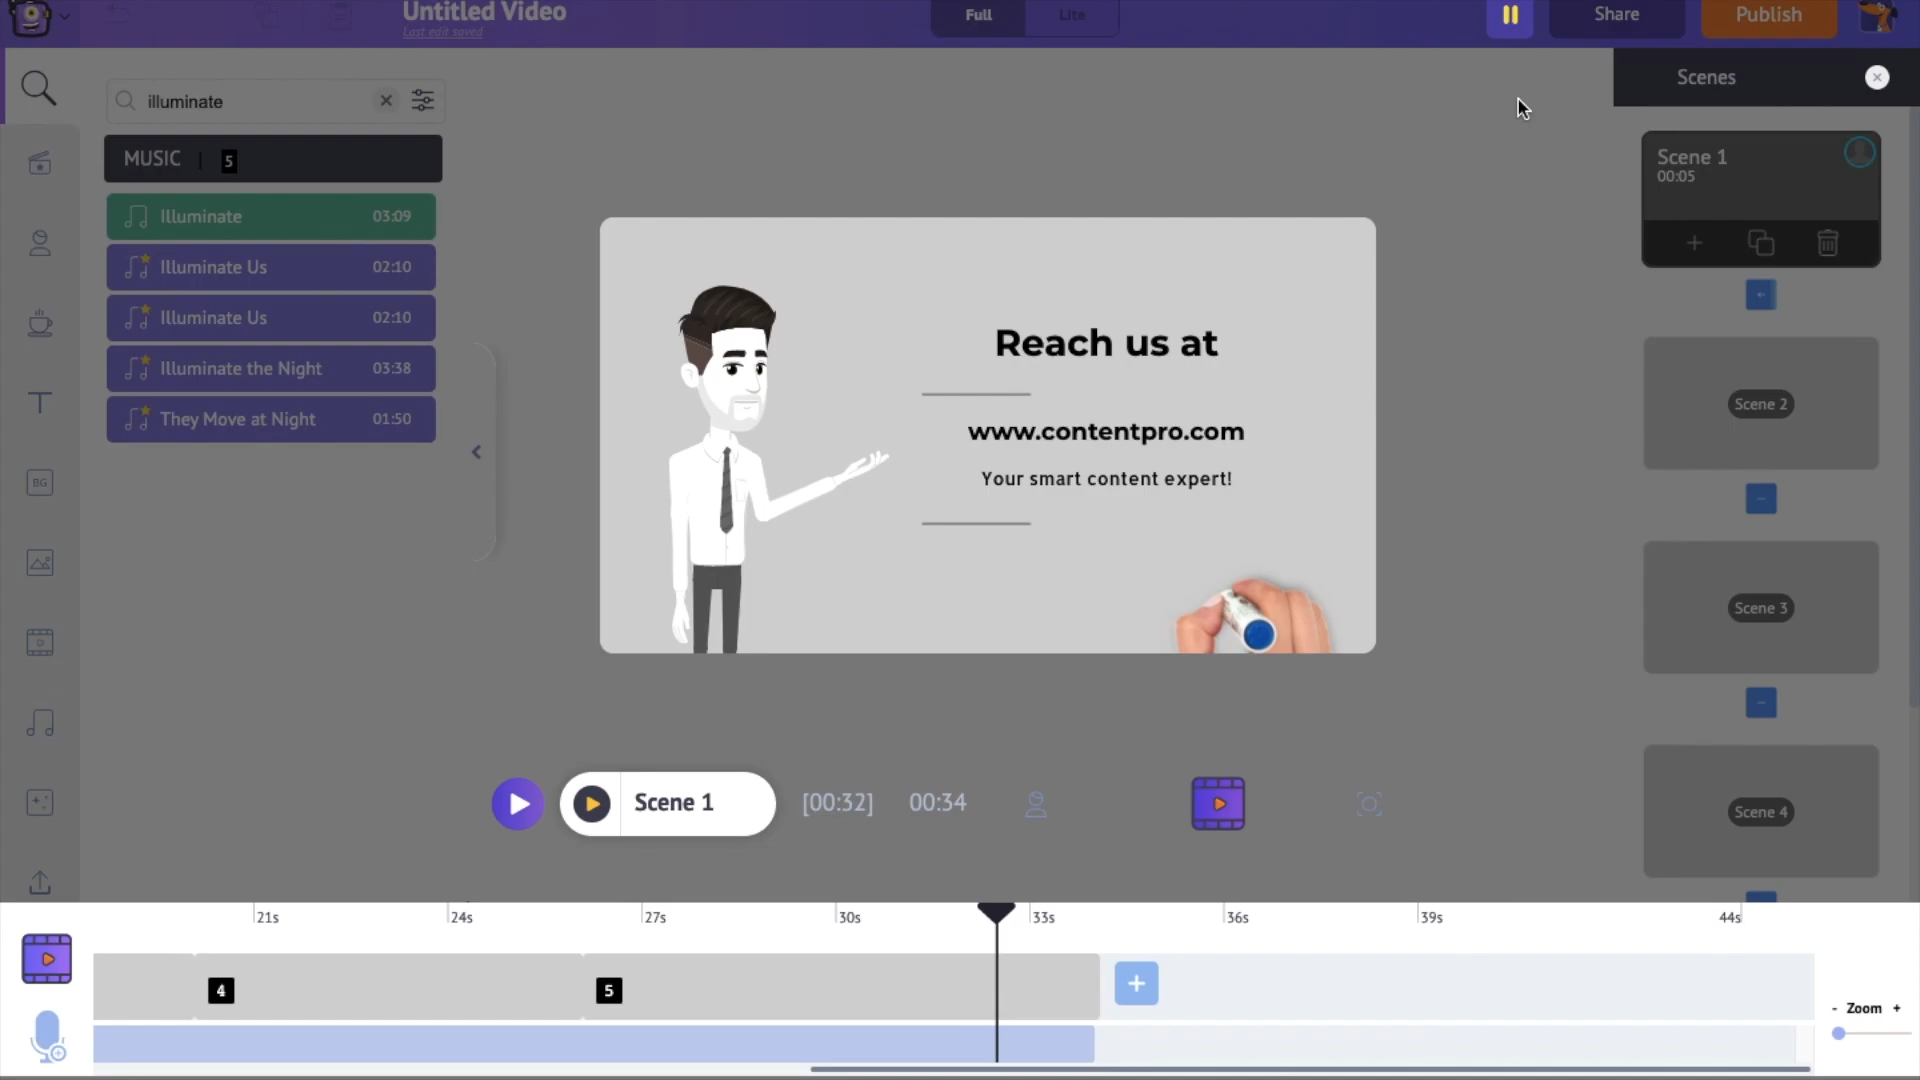 Untitled Video
Last edit saved
Full
Lite
Share
Publish
illuminate
MUSIC | 5
Illuminate 03:09
Illuminate Us 02:10
Illuminate Us 02:10
Illuminate the Night 03:38
They Move at Night 01:50
BG
Reach us at
www.contentpro.com
Your smart content expert!
Scenes
Scene 1
00:05
Scene 2
Scene 3
Scene 4
Scene 1 [00:32] 00:34
21s 24s 27s 30s 33s 36s 39s 44s
4 5
- Zoom +